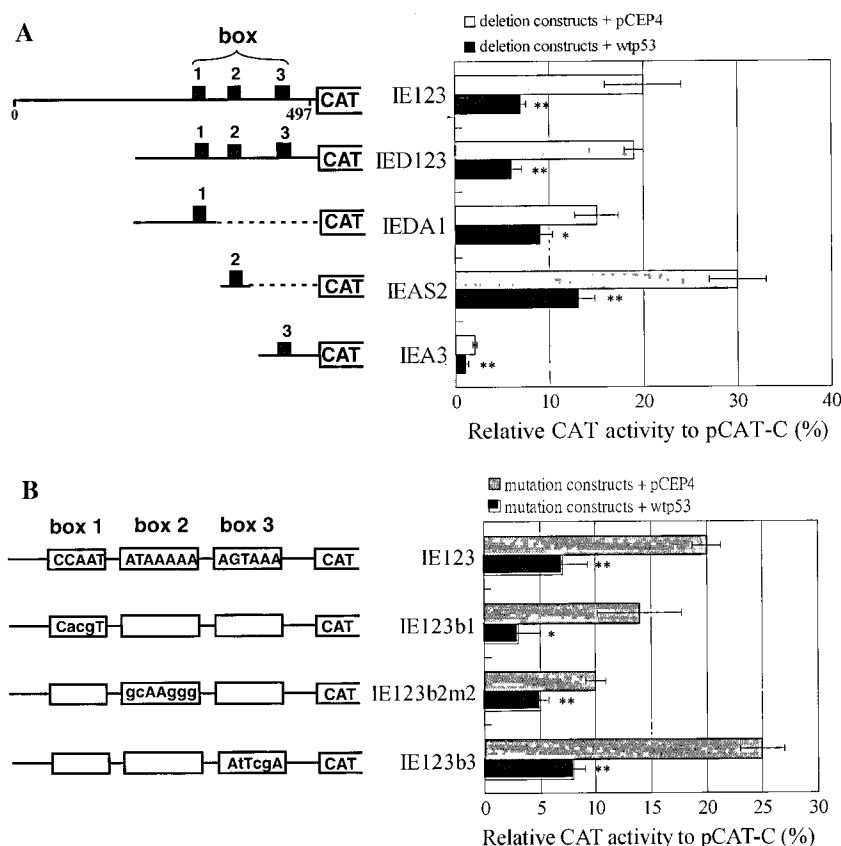 A
box
1 2 3
0
497
CAT
1 2 3
CAT
1
CAT
2
CAT
3
CAT
deletion constructs + pCEP4
deletion constructs + wtp53
IE123
**
IED123
**
IEDA1
*
IEAS2
**
IEA3
**
0 10 20 30 40
Relative CAT activity to pCAT-C (%)
B
box 1 box 2 box 3
CCAAT ATAAAAA AGTAAA CAT
CacgT CAT
gcAAggg CAT
AtTcgA CAT
mutation constructs + pCEP4
mutation constructs + wtp53
IE123
**
IE123b1
*
IE123b2m2
**
IE123b3
**
0 5 10 15 20 25 30
Relative CAT activity to pCAT-C (%)